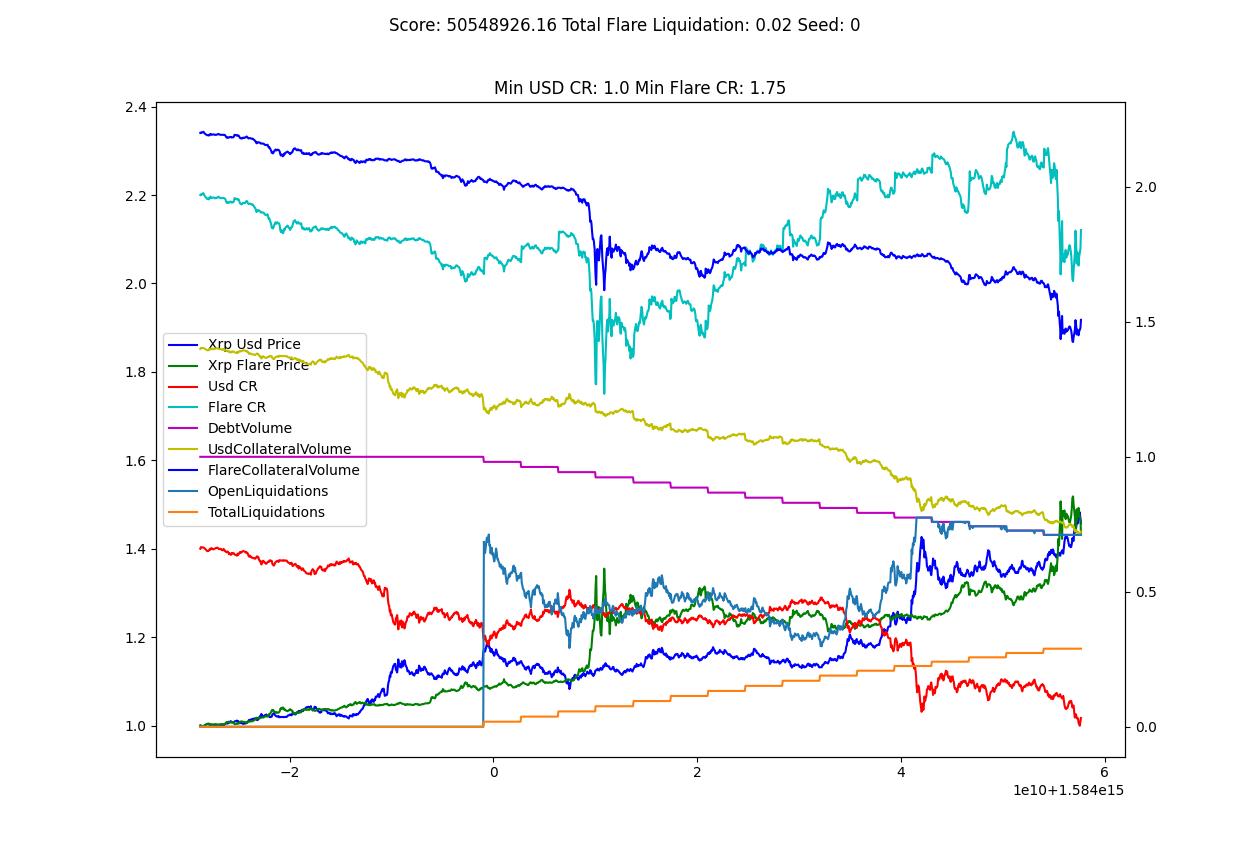 Score: 50548926.16 Total Flare Liquidation: 0.02 Seed: 0
Min USD CR: 1.0 Min Flare CR: 1.75
2.4
2.2
2.0
1.8
1.6
1.4
1.2
1.0
Xrp Usd Price
Xrp Flare Price
Usd CR
Flare CR
DebtVolume
UsdCollateralVolume
FlareCollateralVolume
OpenLiquidations
TotalLiquidations
2.0
1.5
1.0
0.5
0.0
−2 0 2 4 6
1e10+1.584e15